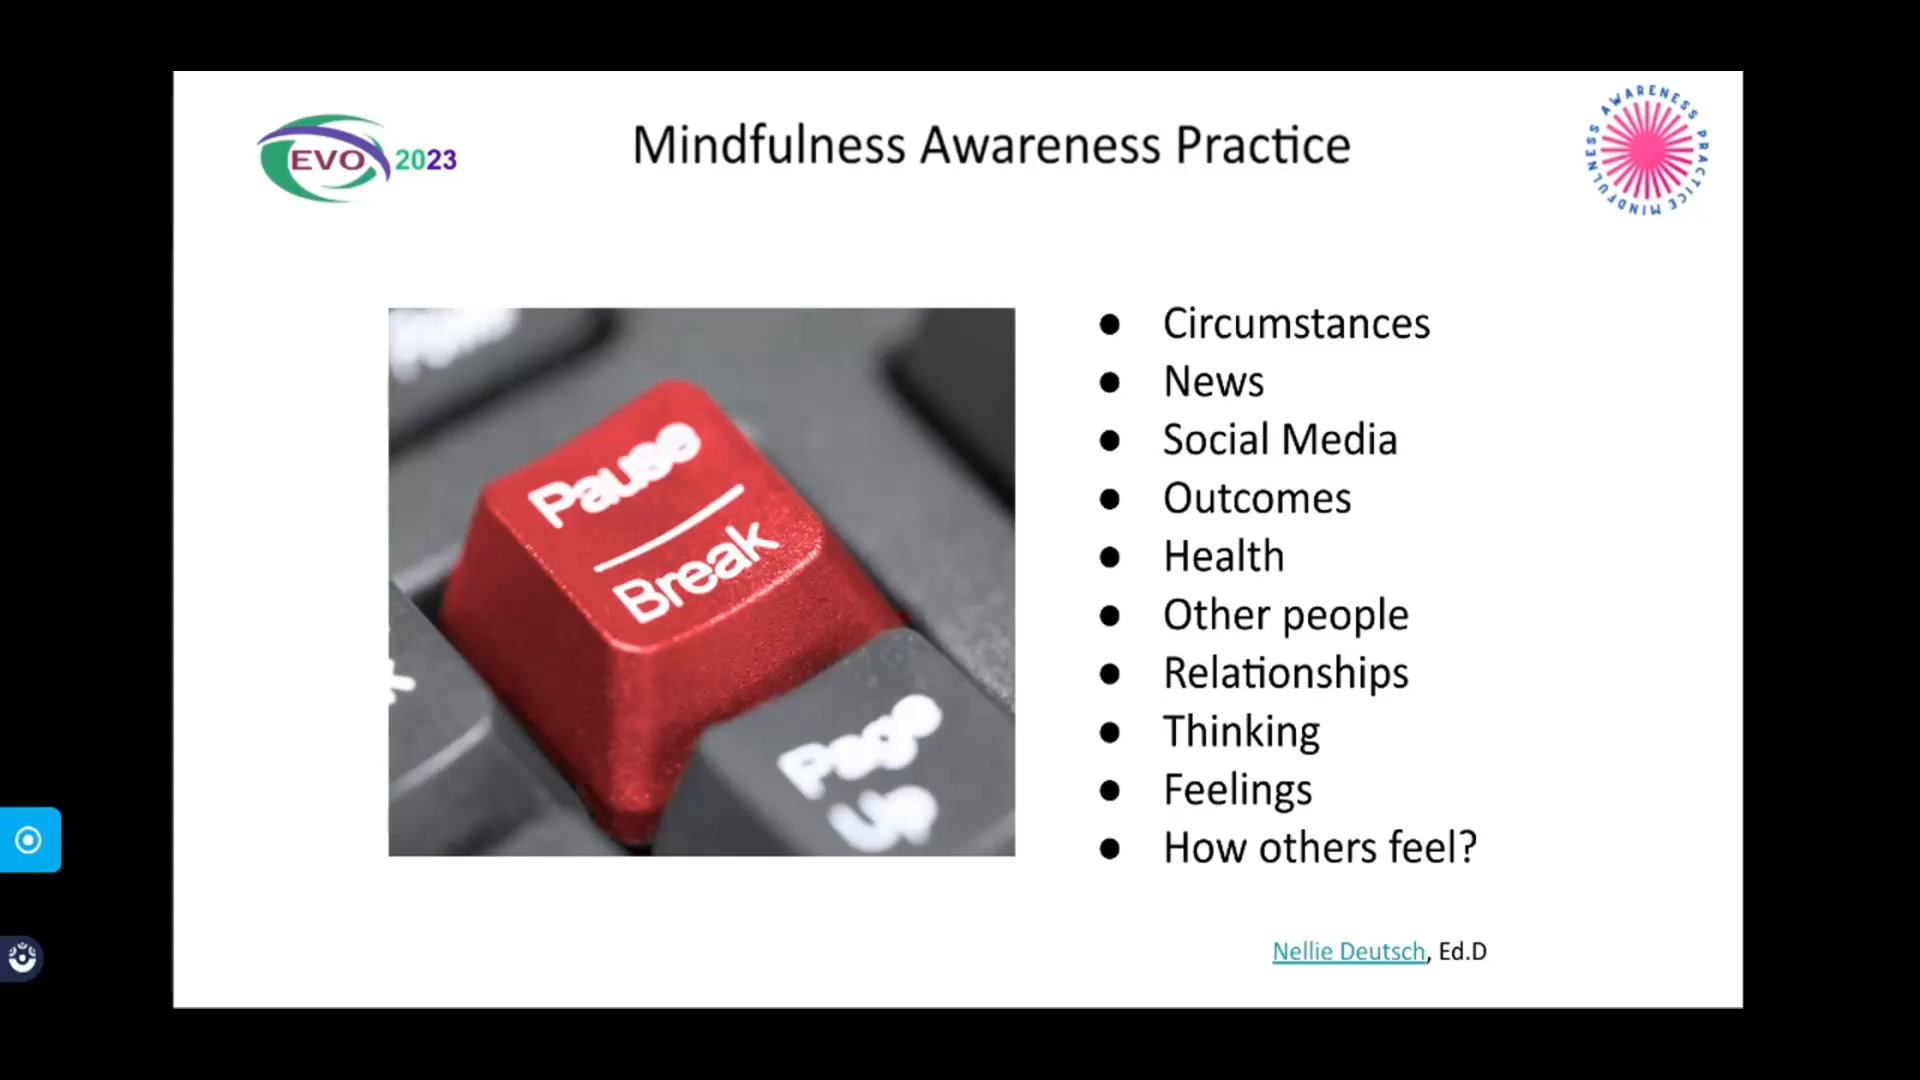 EVO 2023
Mindfulness Awareness Practice
MINDFULNESS AWARENESS PRACTICE
Pause
Break
Page
Up
Circumstances
News
Social Media
Outcomes
Health
Other people
Relationships
Thinking
Feelings
How others feel?
Nellie Deutsch, Ed.D